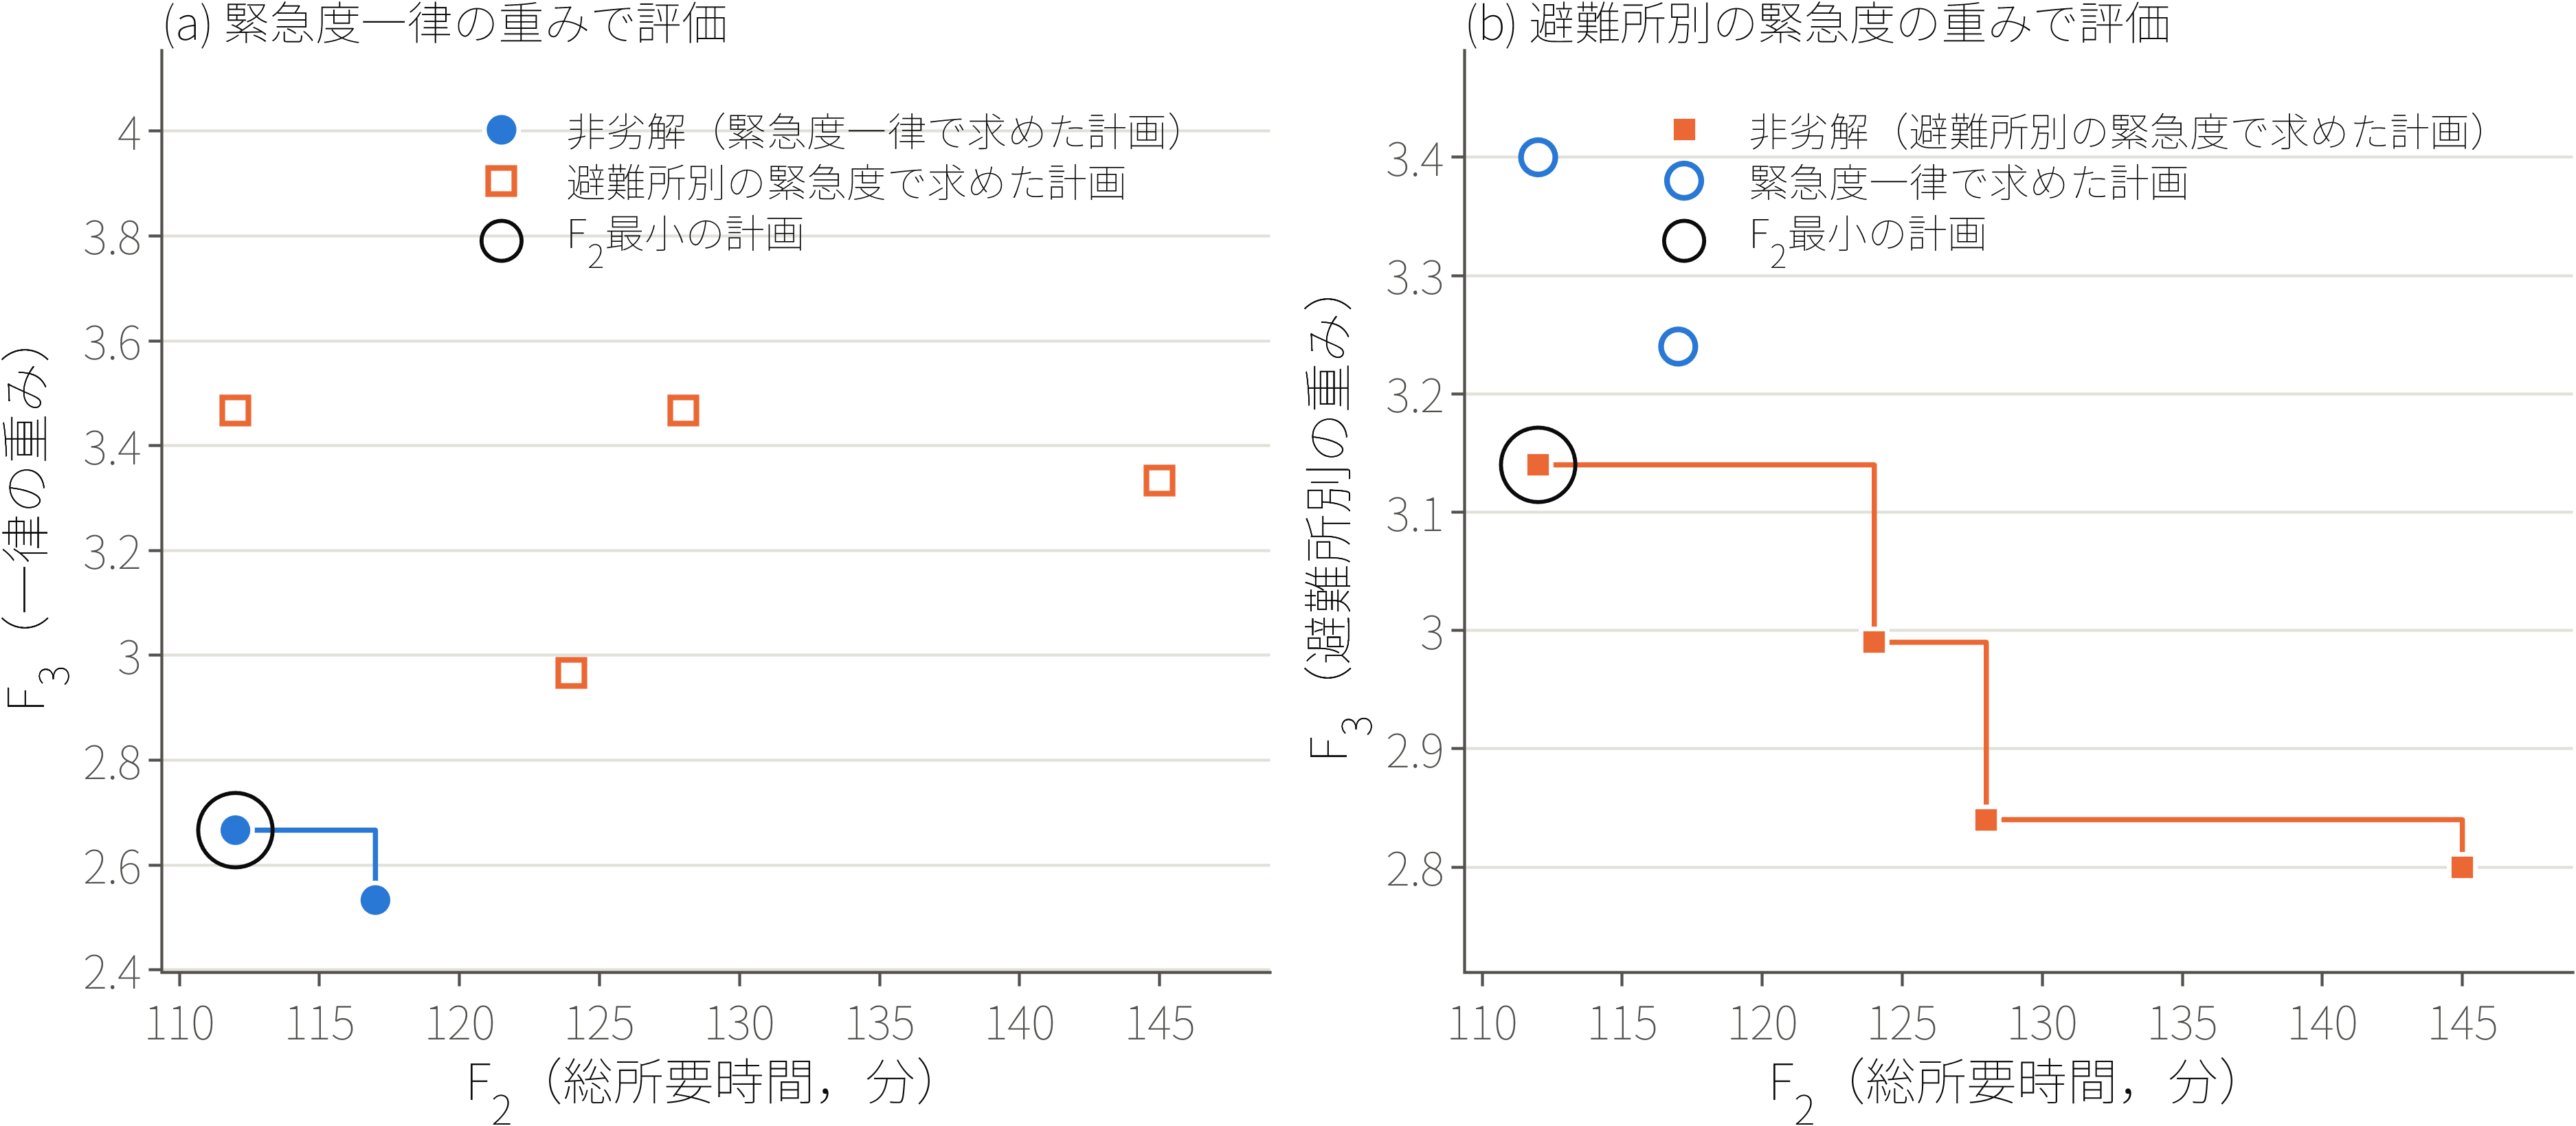 (a) 緊急度一律の重みで評価
非劣解（緊急度一律で求めた計画）
避難所別の緊急度で求めた計画
F2最小の計画
4
3.8
3.6
3.4
3.2
3
2.8
2.6
2.4
F3（一律の重み）
110 115 120 125 130 135 140 145
F2（総所要時間，分）
(b) 避難所別の緊急度の重みで評価
非劣解（避難所別の緊急度で求めた計画）
緊急度一律で求めた計画
F2最小の計画
3.4
3.3
3.2
3.1
3
2.9
2.8
F3（避難所別の重み）
110 115 120 125 130 135 140 145
F2（総所要時間，分）